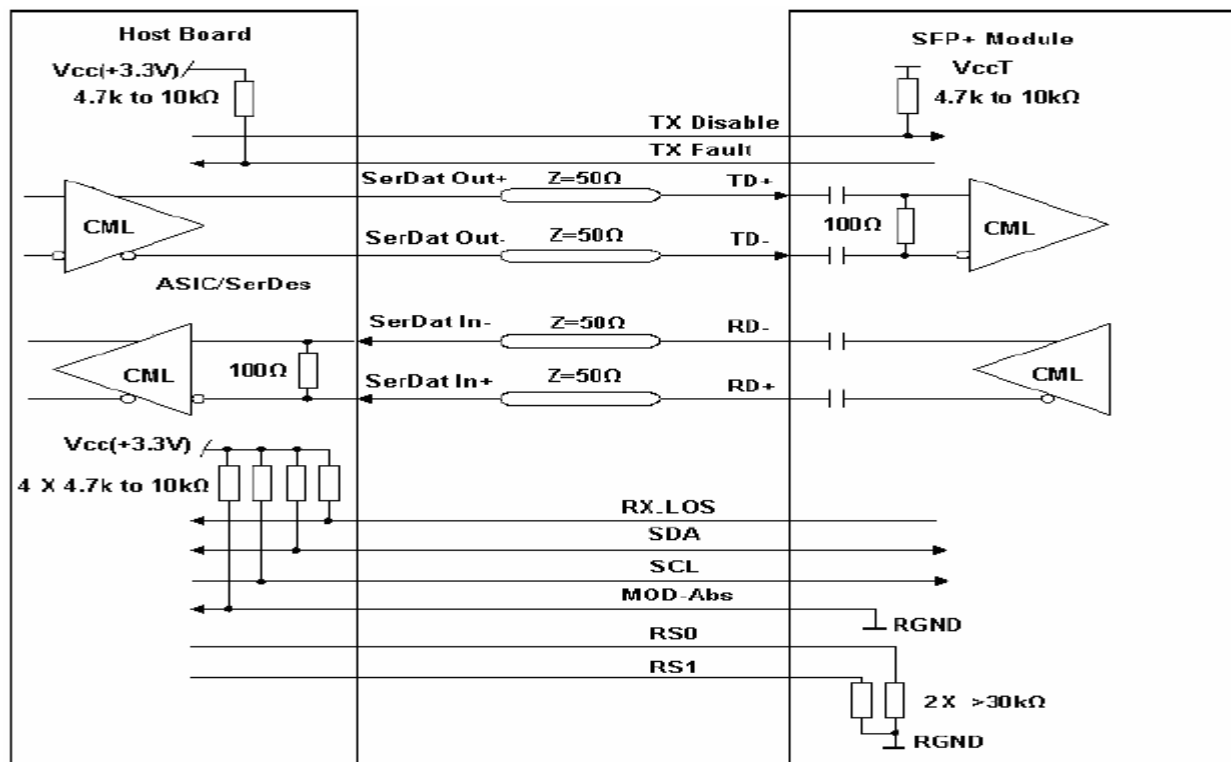 Host Board
SFP+ Module
Vcc(+3.3V)
VccT
4.7k to 10kΩ
4.7k to 10kΩ
TX Disable
TX Fault
SerDat Out+
Z=50Ω
TD+
CML
100Ω
CML
SerDat Out-
Z=50Ω
TD-
ASIC/SerDes
SerDat In-
Z=50Ω
RD-
100Ω
CML
SerDat In+
Z=50Ω
RD+
CML
Vcc(+3.3V)
4 X 4.7k to 10kΩ
RX-LOS
SDA
SCL
MOD-Abs
RGND
RS0
RS1
2X >30kΩ
RGND